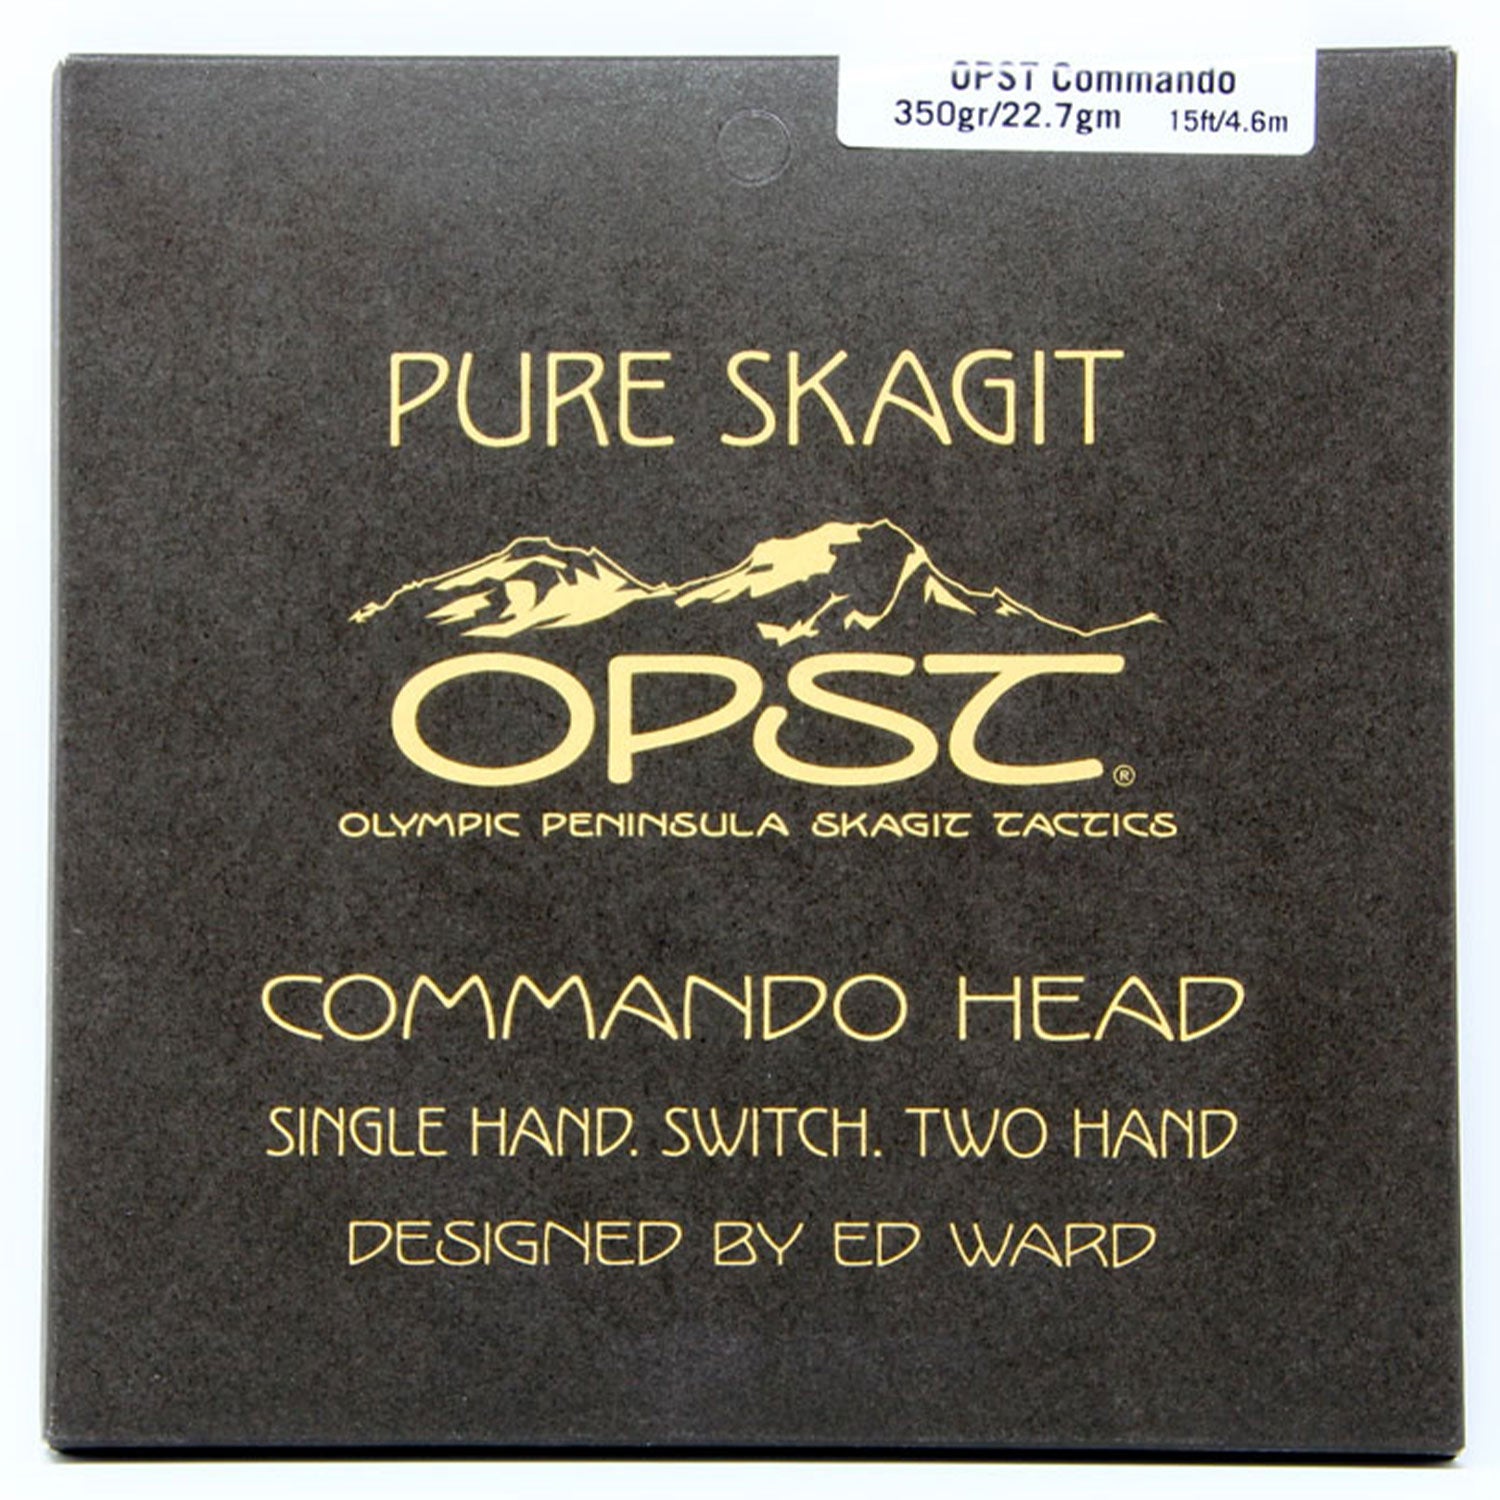 OPST Commando
350gr/22.7gm 15ft/4.6m
PURE SKAGIT
OPST®
OLYMPIC PENINSULA SKAGIT TACTICS
COMMANDO HEAD
SINGLE HAND. SWITCH. TWO HAND
DESIGNED BY ED WARD